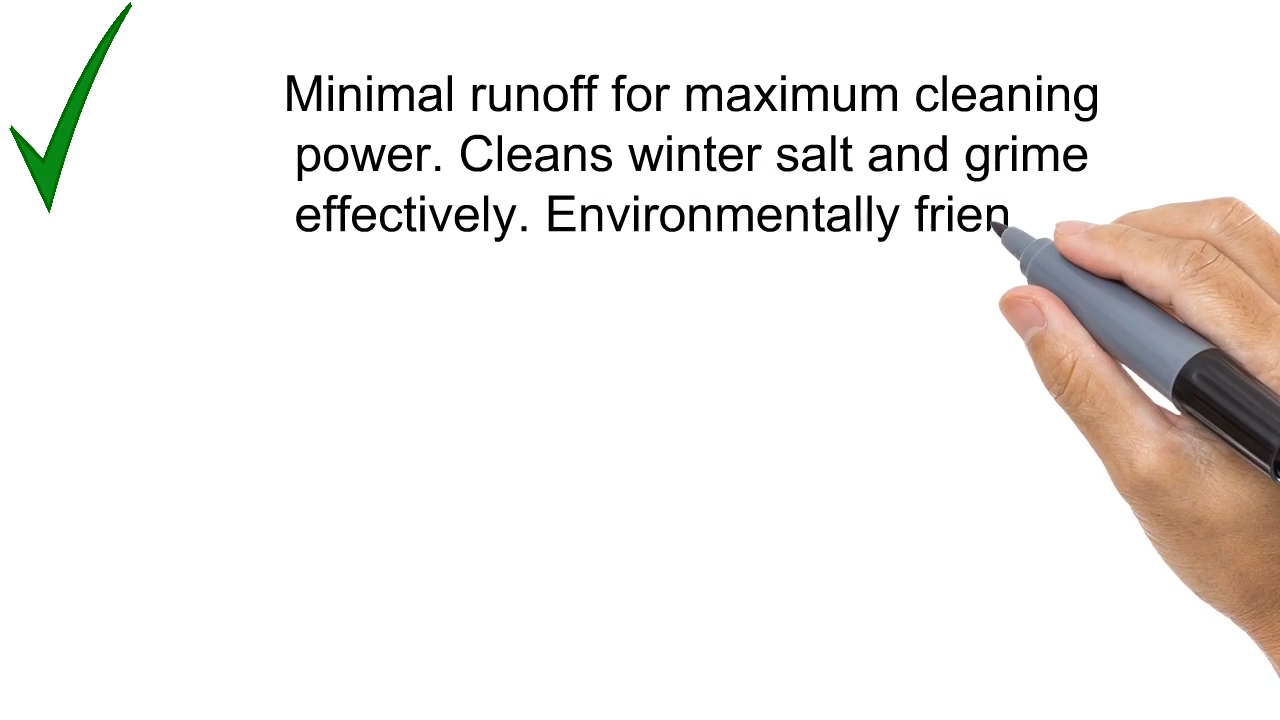 Minimal runoff for maximum cleaning
power. Cleans winter salt and grime
effectively. Environmentally frien